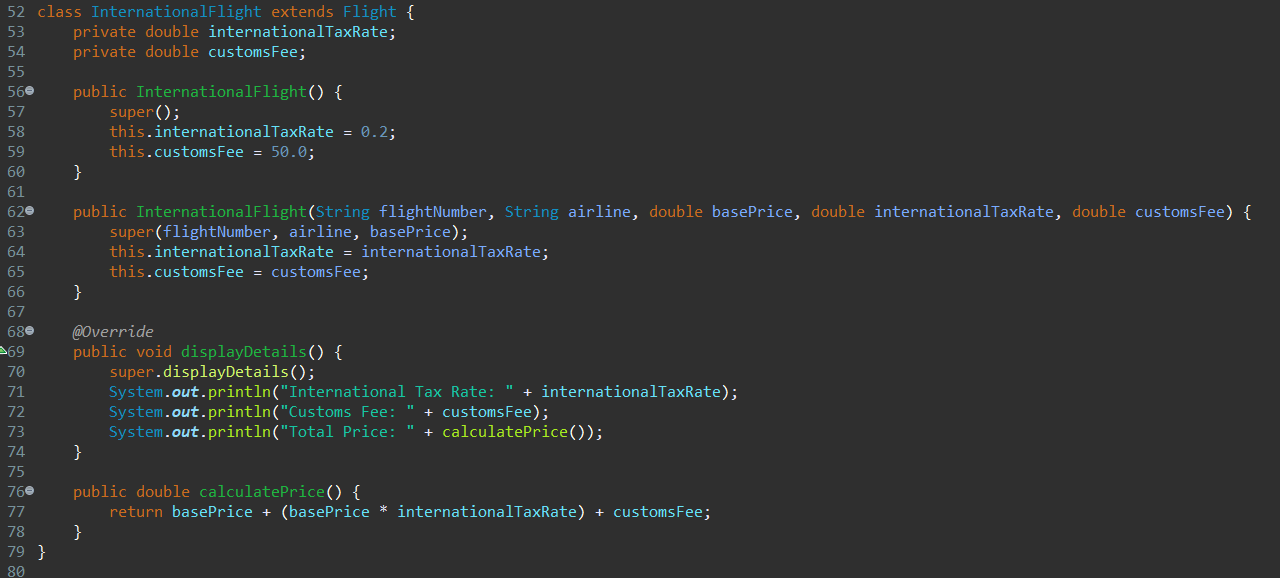 52 class InternationalFlight extends Flight {
53     private double internationalTaxRate;
54     private double customsFee;
55
56     public InternationalFlight() {
57         super();
58         this.internationalTaxRate = 0.2;
59         this.customsFee = 50.0;
60     }
61
62     public InternationalFlight(String flightNumber, String airline, double basePrice, double internationalTaxRate, double customsFee) {
63         super(flightNumber, airline, basePrice);
64         this.internationalTaxRate = internationalTaxRate;
65         this.customsFee = customsFee;
66     }
67
68     @Override
69     public void displayDetails() {
70         super.displayDetails();
71         System.out.println("International Tax Rate: " + internationalTaxRate);
72         System.out.println("Customs Fee: " + customsFee);
73         System.out.println("Total Price: " + calculatePrice());
74     }
75
76     public double calculatePrice() {
77         return basePrice + (basePrice * internationalTaxRate) + customsFee;
78     }
79 }
80